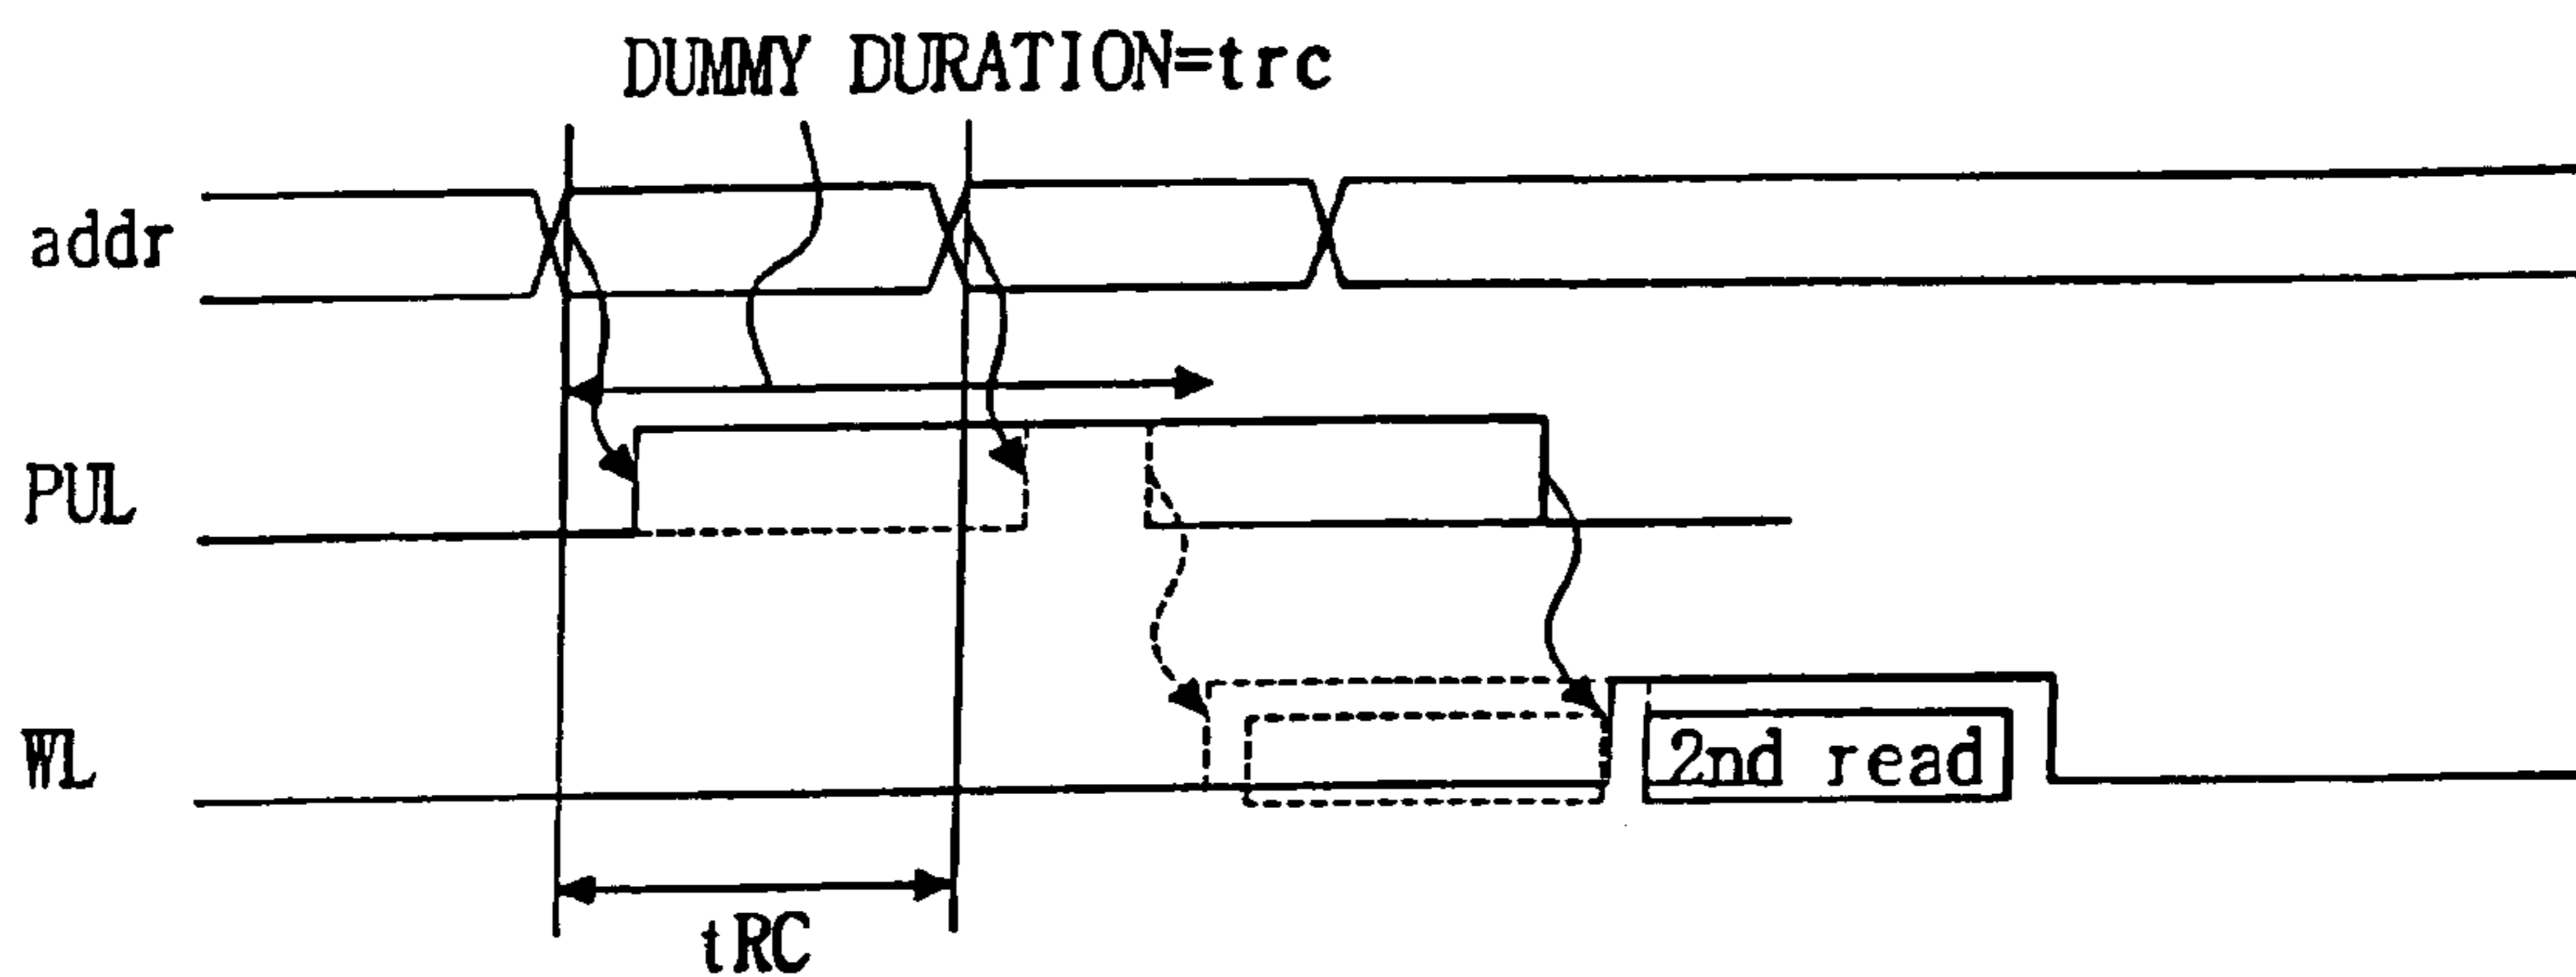 DUMMY DURATION=trc
addr
PUL
WL
2nd read
tRC